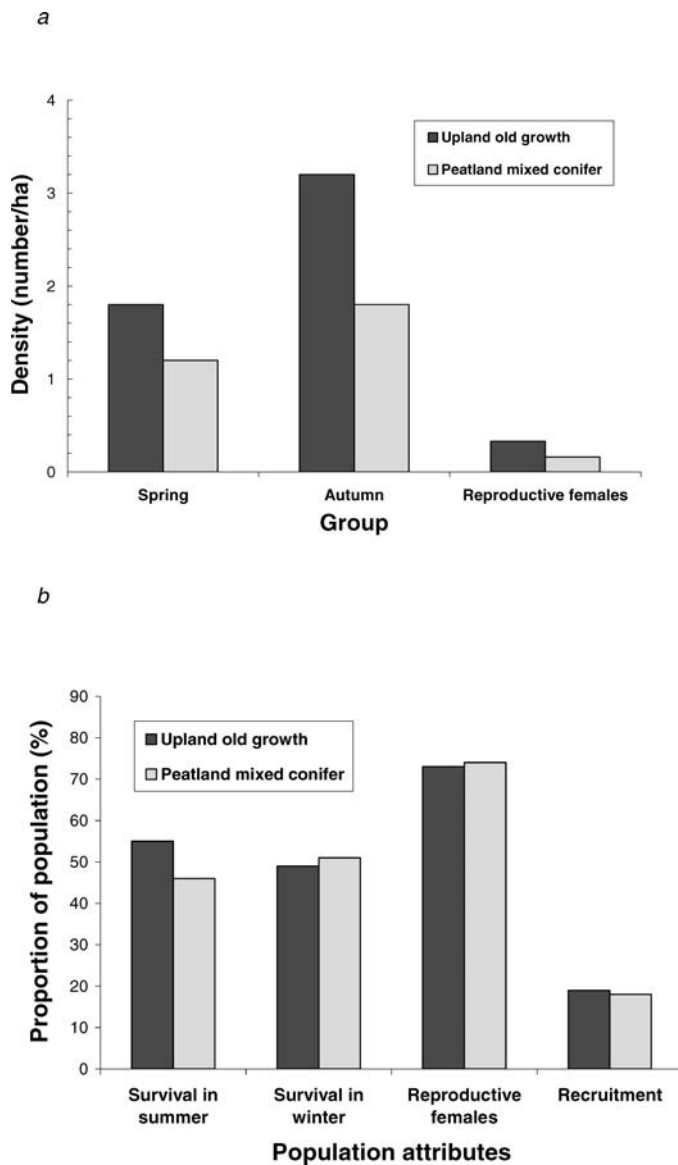 a
4
Upland old growth
Peatland mixed conifer
3
2
1
0
Density (number/ha)
Spring Autumn Reproductive females
Group
b
90
80
70
60
50
40
30
20
10
0
Upland old growth
Peatland mixed conifer
Proportion of population (%)
Survival in summer
Survival in winter
Reproductive females
Recruitment
Population attributes